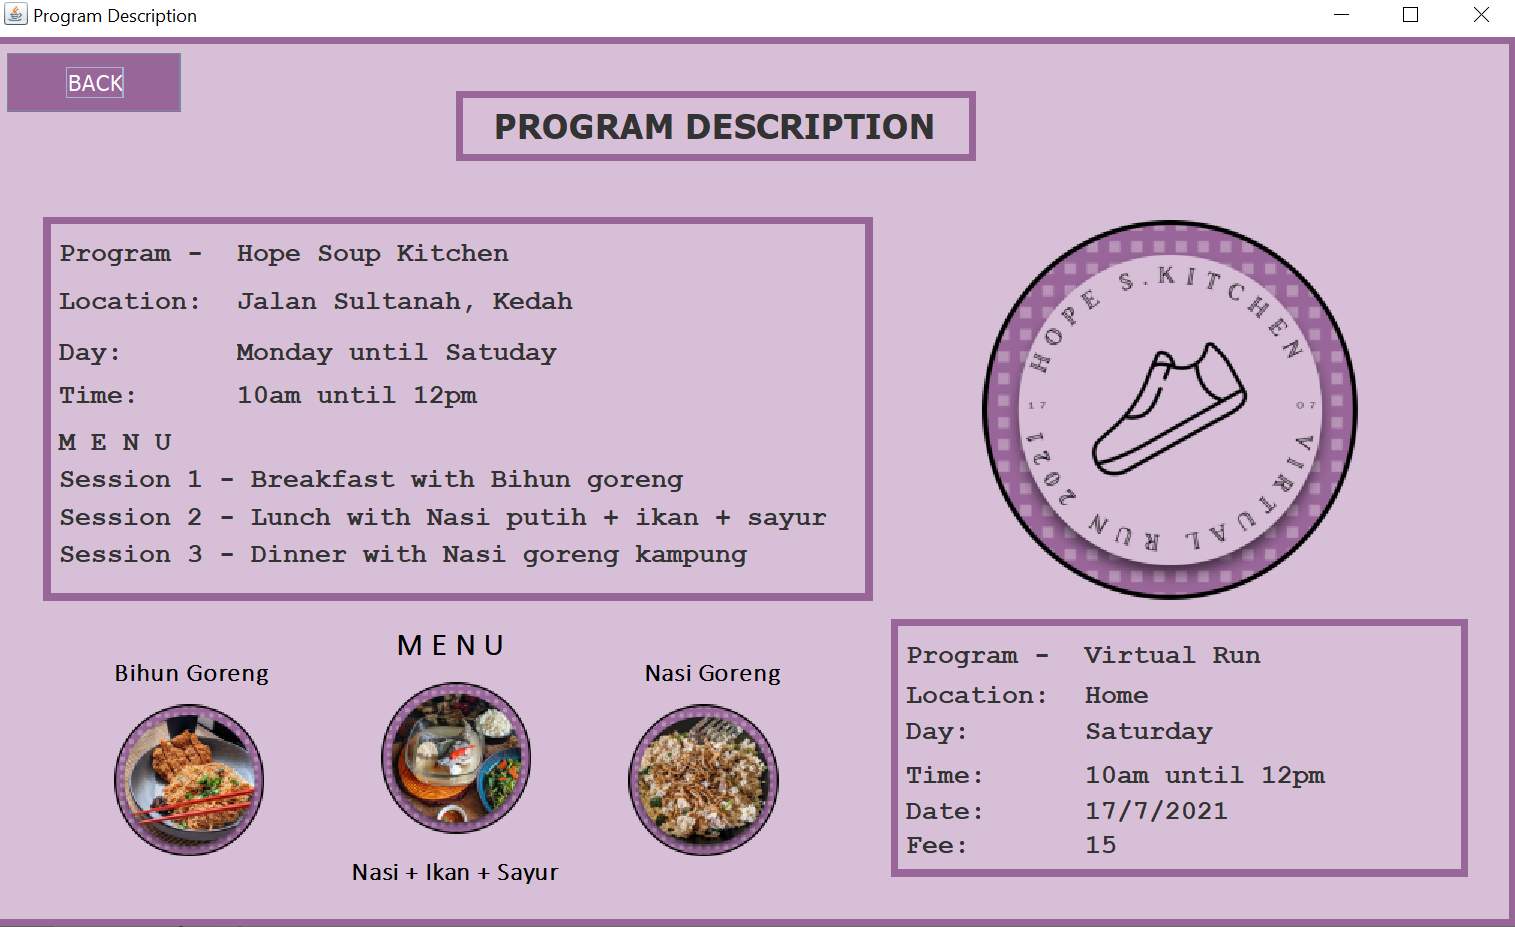 Program Description
BACK
PROGRAM DESCRIPTION
Program - Hope Soup Kitchen
Location: Jalan Sultanah, Kedah
Day: Monday until Satuday
Time: 10am until 12pm
M E N U
Session 1 - Breakfast with Bihun goreng
Session 2 - Lunch with Nasi putih + ikan + sayur
Session 3 - Dinner with Nasi goreng kampung
HOPE S.KITCHEN
17
07
VIRTUAL RUN 2021
M E N U
Bihun Goreng
Nasi Goreng
Nasi + Ikan + Sayur
Program - Virtual Run
Location: Home
Day: Saturday
Time: 10am until 12pm
Date: 17/7/2021
Fee: 15